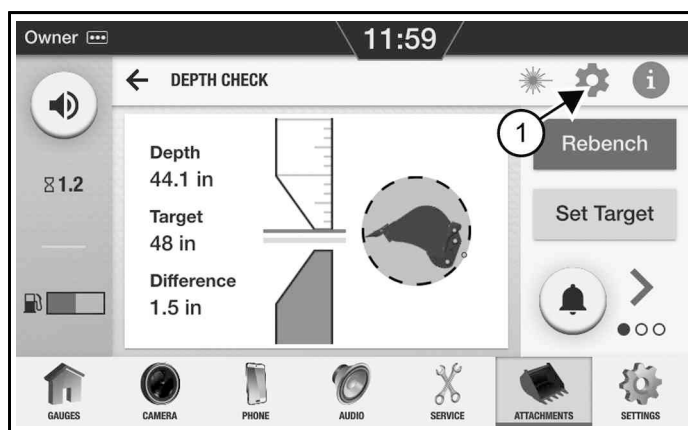 Owner
11:59
DEPTH CHECK
i
1
1.2
Depth
44.1 in
Target
48 in
Difference
1.5 in
Rebench
Set Target
GAUGES
CAMERA
PHONE
AUDIO
SERVICE
ATTACHMENTS
SETTINGS